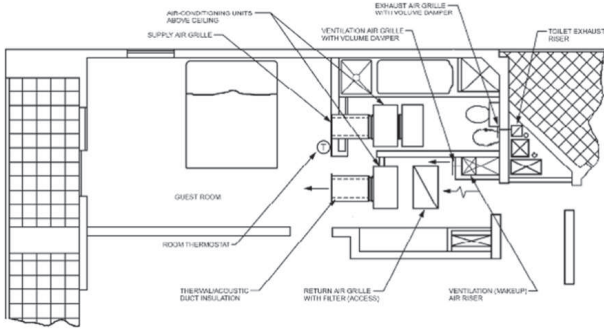 EXHAUST AIR GRILLE
WITH VOLUME DAMPER
AIR-CONDITIONING UNITS
ABOVE CEILING
SUPPLY AIR GRILLE
VENTILATION AIR GRILLE
WITH VOLUME DAMPER
TOILET EXHAUST
RISER
T
GUEST ROOM
ROOM THERMOSTAT
THERMAL/ACOUSTIC
DUCT INSULATION
RETURN AIR GRILLE
WITH FILTER (ACCESS)
VENTILATION (MAKEUP)
AIR RISER